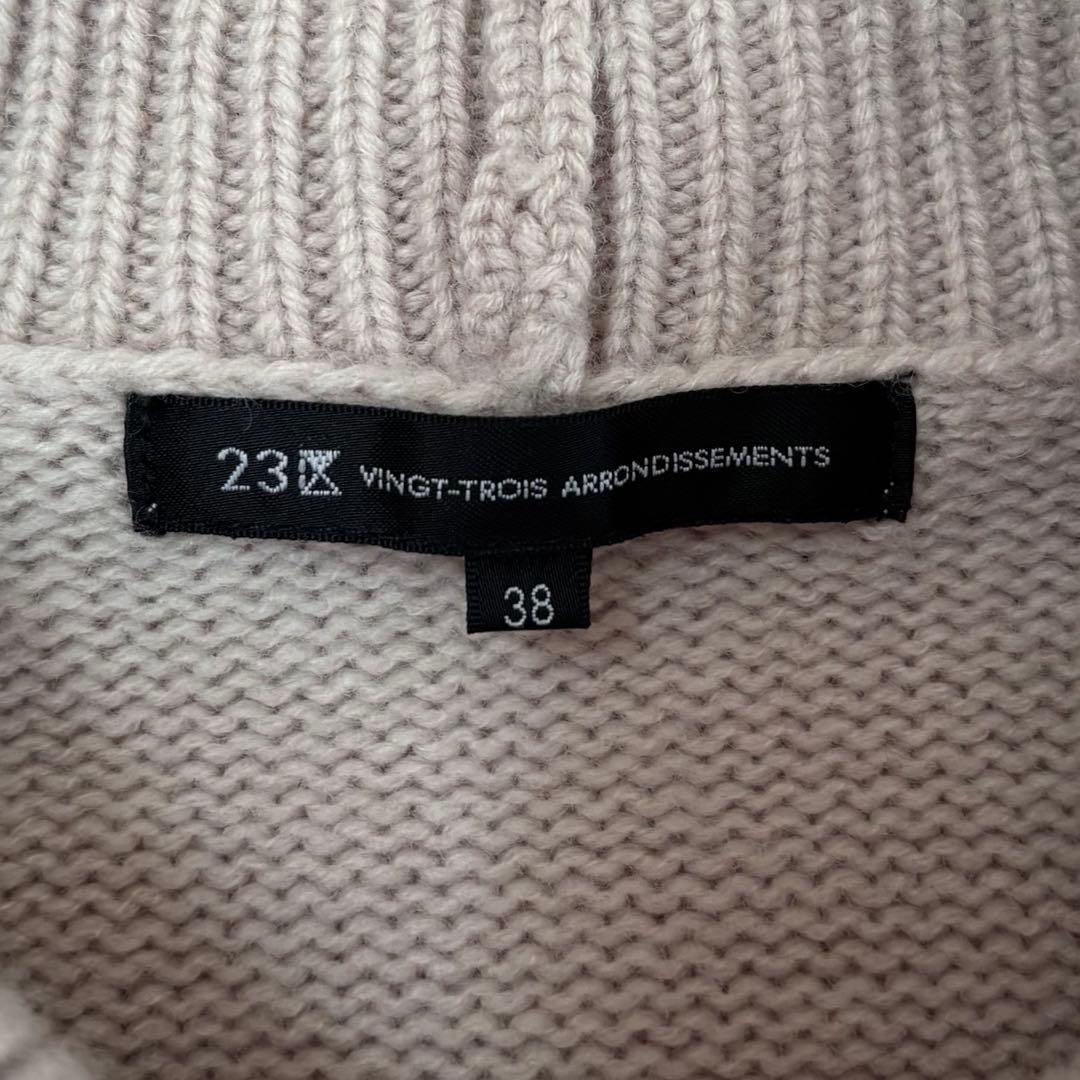 23区 VINGT-TROIS ARRONDISSEMENTS
38